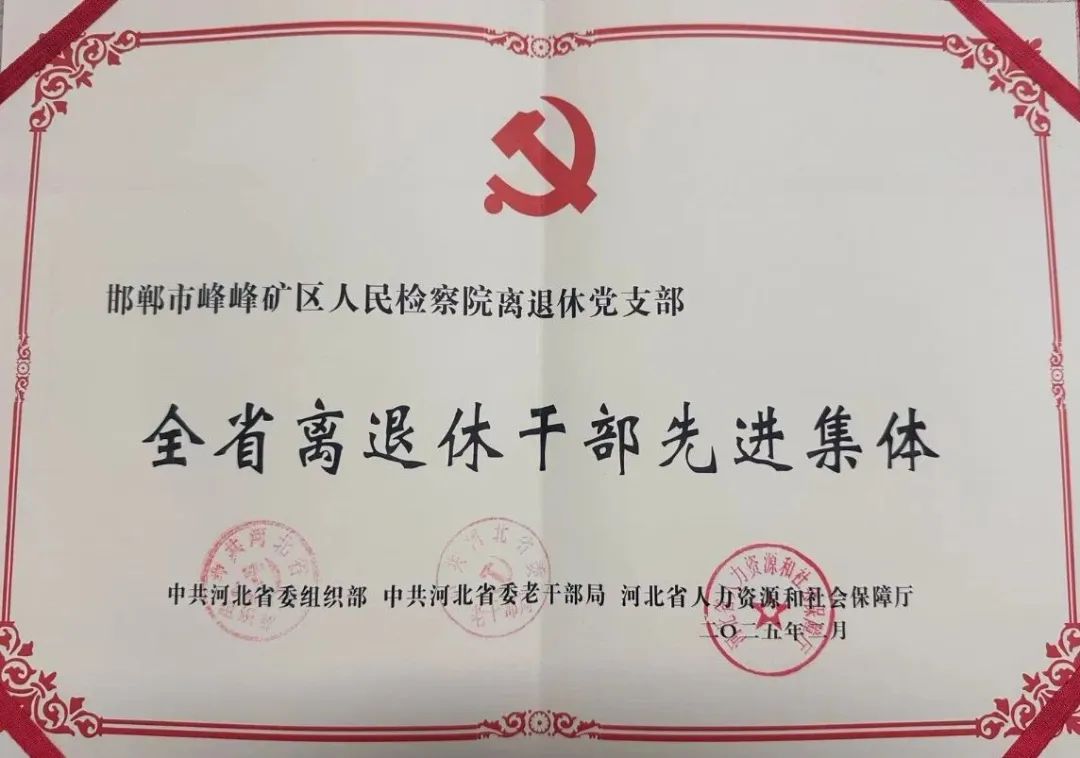 邯郸市峰峰矿区人民检察院离退休党支部
全省离退休干部先进集体
中共河北省委组织部 中共河北省委老干部局 河北省人力资源和社会保障厅
二〇二五年二月